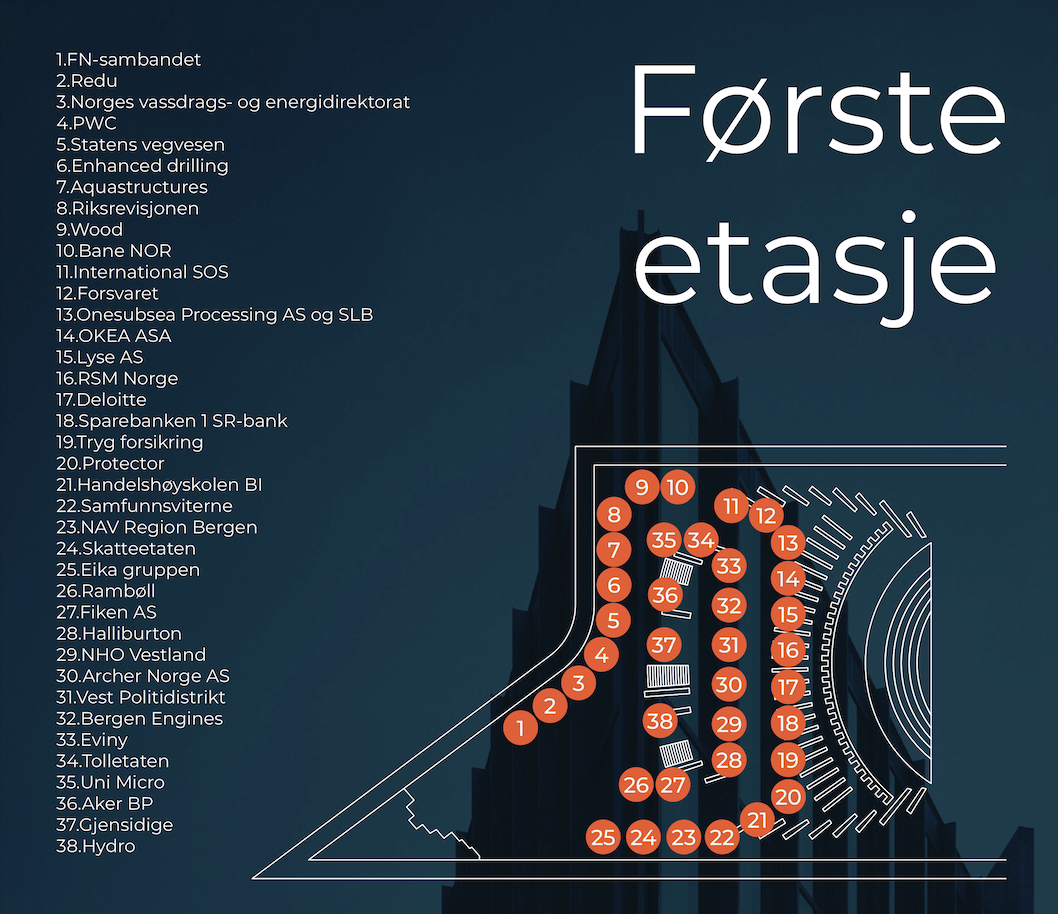 Første
etasje
1.FN-sambandet
2.Redu
3.Norges vassdrags- og energidirektorat
4.PWC
5.Statens vegvesen
6.Enhanced drilling
7.Aquastructures
8.Riksrevisjonen
9.Wood
10.Bane NOR
11.International SOS
12.Forsvaret
13.Onesubsea Processing AS og SLB
14.OKEA ASA
15.Lyse AS
16.RSM Norge
17.Deloitte
18.Sparebanken 1 SR-bank
19.Tryg forsikring
20.Protector
21.Handelshøyskolen BI
22.Samfunnsviterne
23.NAV Region Bergen
24.Skatteetaten
25.Eika gruppen
26.Rambøll
27.Fiken AS
28.Halliburton
29.NHO Vestland
30.Archer Norge AS
31.Vest Politidistrikt
32.Bergen Engines
33.Eviny
34.Tolletaten
35.Uni Micro
36.Aker BP
37.Gjensidige
38.Hydro
9 10
11
12
8
35 34
13
7
33
14
6
36
32
15
5
37
31
16
4
3
30
17
2
38
29
18
1
28
19
26 27
20
21
25 24 23 22